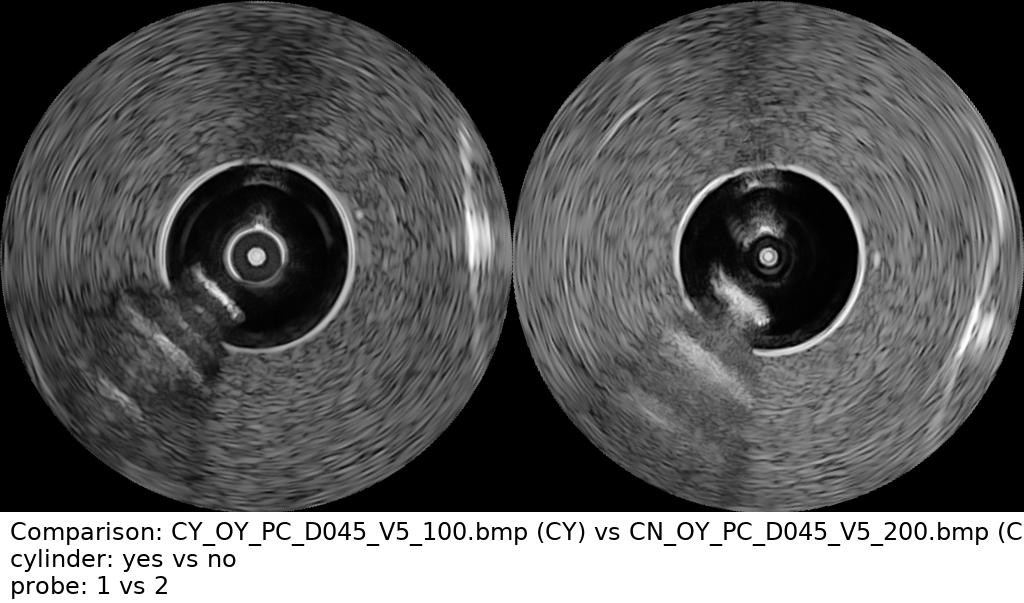 Comparison: CY_OY_PC_D045_V5_100.bmp (CY) vs CN_OY_PC_D045_V5_200.bmp (C
cylinder: yes vs no
probe: 1 vs 2